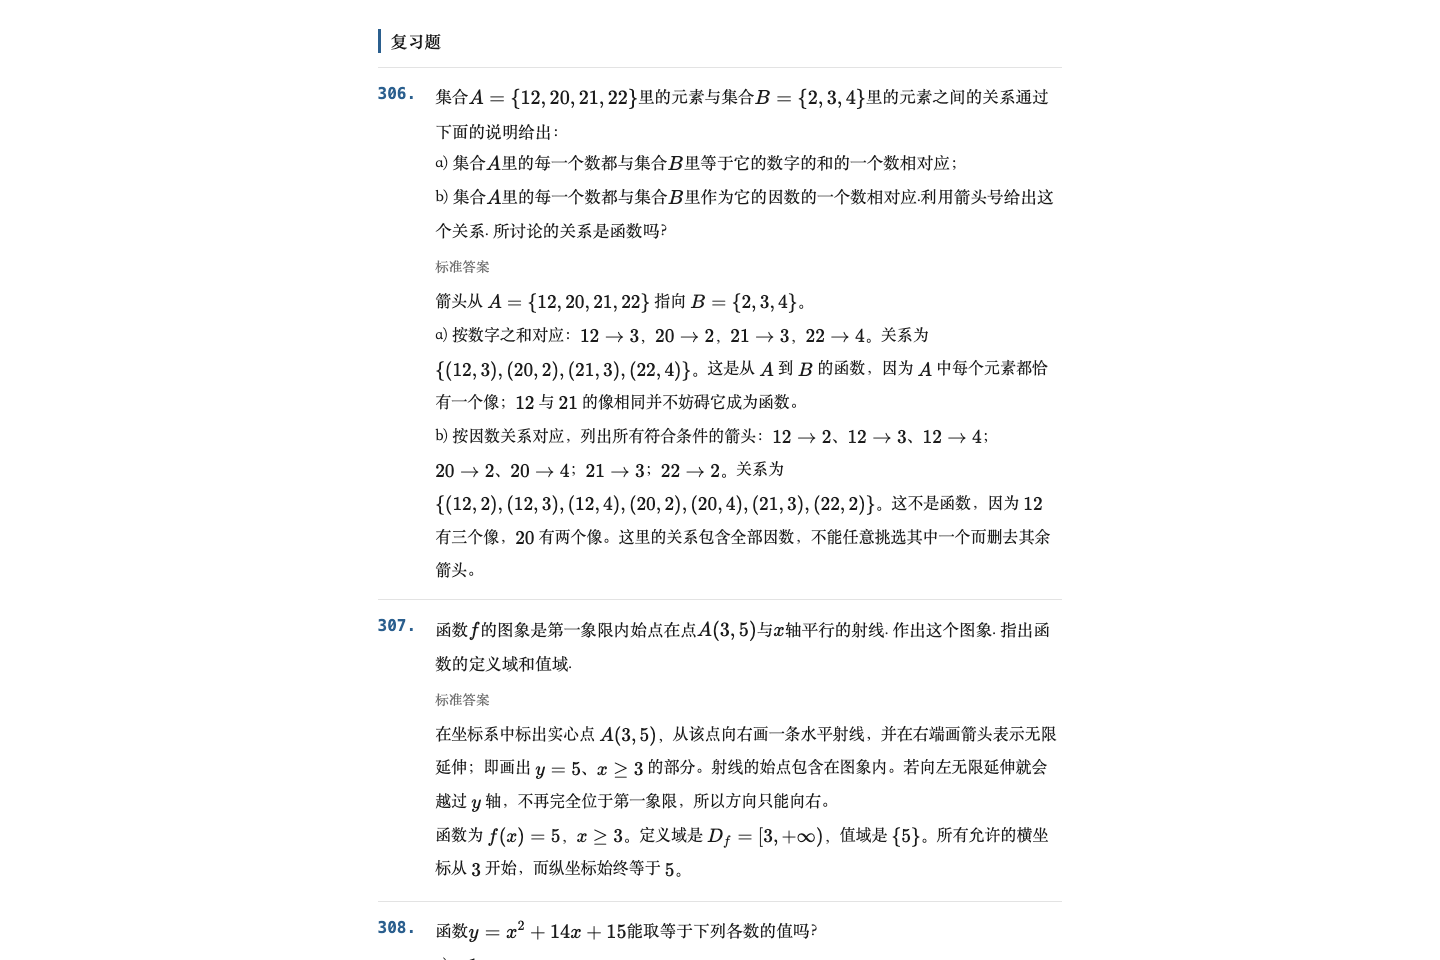 复习题
306. 集合A = {12, 20, 21, 22}里的元素与集合B = {2, 3, 4}里的元素之间的关系通过
下面的说明给出：
a) 集合A里的每一个数都与集合B里等于它的数字的和的一个数相对应；
b) 集合A里的每一个数都与集合B里作为它的因数的一个数相对应.利用箭头号给出这
个关系. 所讨论的关系是函数吗?
标准答案
箭头从 A = {12, 20, 21, 22} 指向 B = {2, 3, 4}。
a) 按数字之和对应：12 → 3，20 → 2，21 → 3，22 → 4。关系为
{(12, 3), (20, 2), (21, 3), (22, 4)}。这是从 A 到 B 的函数，因为 A 中每个元素都恰
有一个像；12 与 21 的像相同并不妨碍它成为函数。
b) 按因数关系对应，列出所有符合条件的箭头：12 → 2、12 → 3、12 → 4；
20 → 2、20 → 4；21 → 3；22 → 2。关系为
{(12, 2), (12, 3), (12, 4), (20, 2), (20, 4), (21, 3), (22, 2)}。这不是函数，因为 12
有三个像，20 有两个像。这里的关系包含全部因数，不能任意挑选其中一个而删去其余
箭头。
307. 函数f的图象是第一象限内始点在点A(3, 5)与x轴平行的射线. 作出这个图象. 指出函
数的定义域和值域.
标准答案
在坐标系中标出实心点 A(3, 5)，从该点向右画一条水平射线，并在右端画箭头表示无限
延伸；即画出 y = 5、x ≥ 3 的部分。射线的始点包含在图象内。若向左无限延伸就会
越过 y 轴，不再完全位于第一象限，所以方向只能向右。
函数为 f(x) = 5，x ≥ 3。定义域是 D_f = [3, +∞)，值域是 {5}。所有允许的横坐
标从 3 开始，而纵坐标始终等于 5。
308. 函数y = x² + 14x + 15能取等于下列各数的值吗?